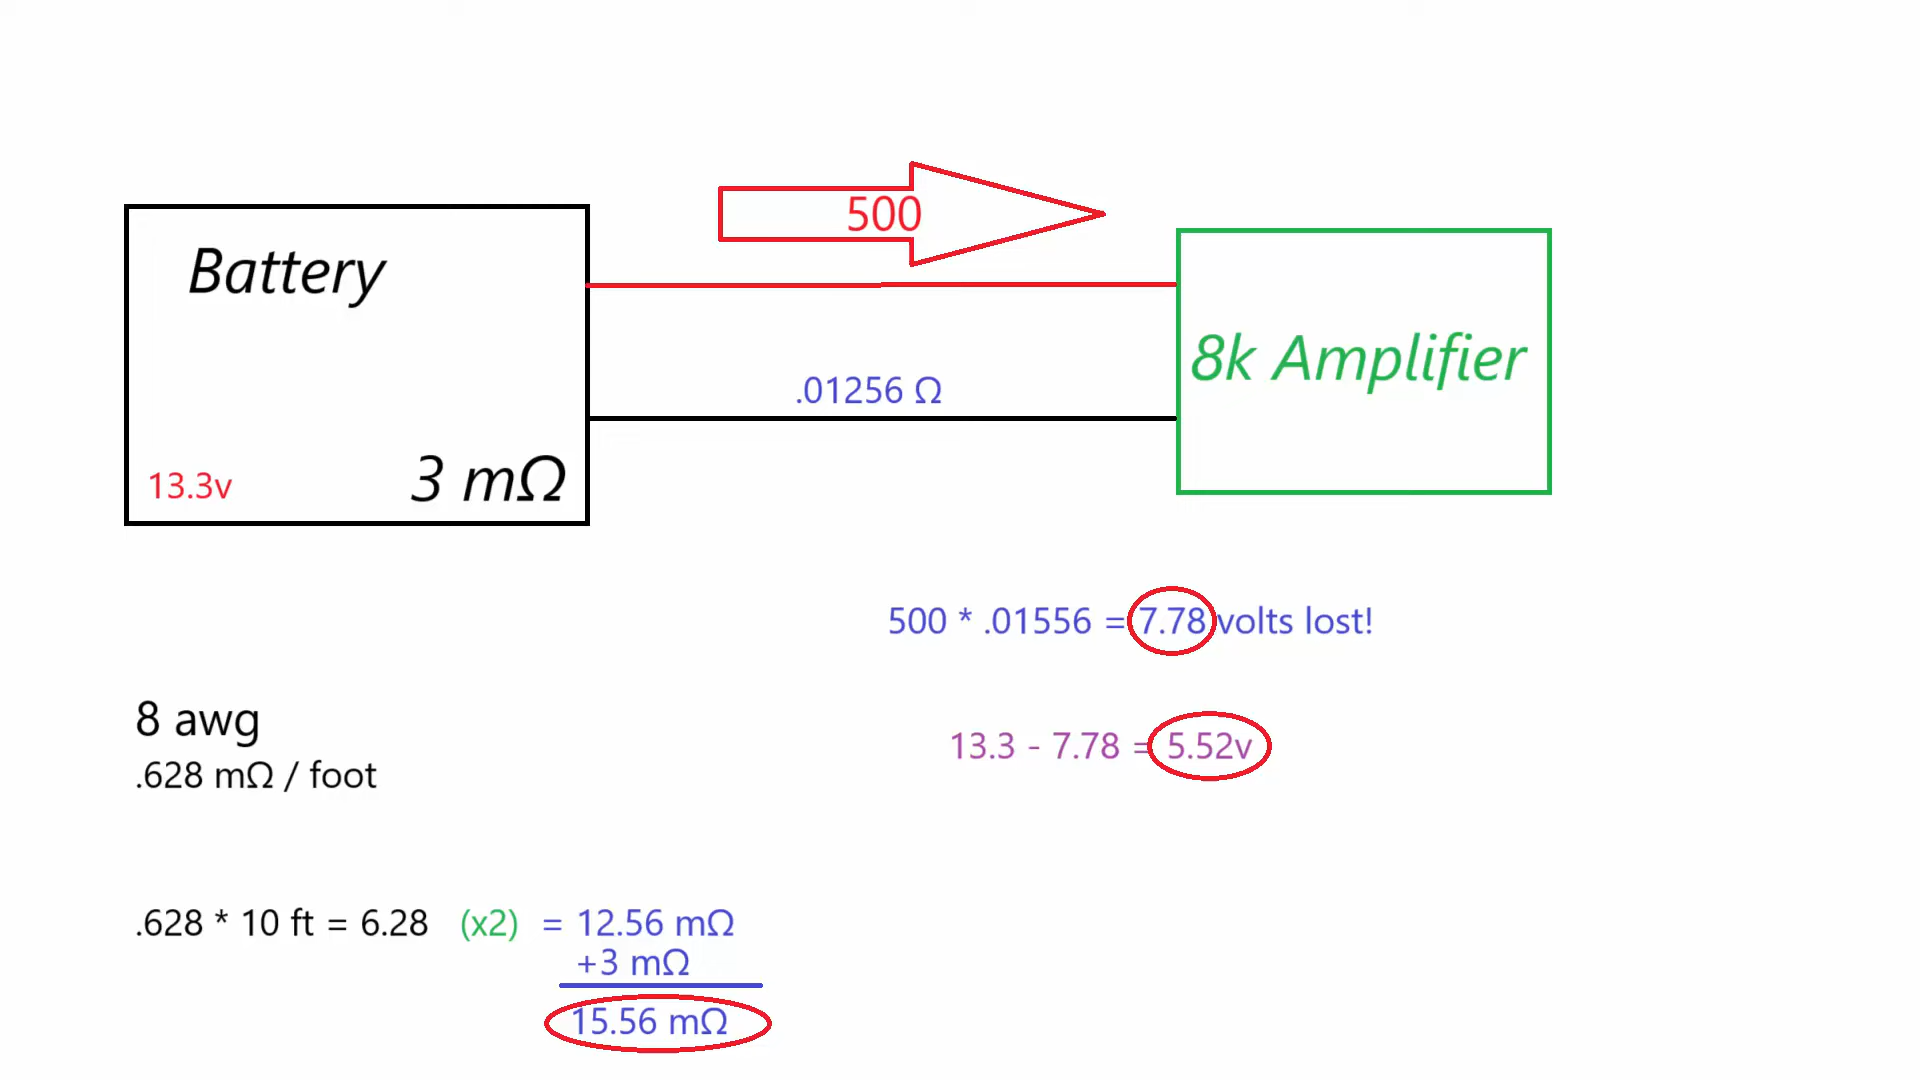 500
Battery
8k Amplifier
.01256 Ω
13.3v
3 mΩ
500 * .01556 = 7.78 volts lost!
8 awg
13.3 - 7.78 = 5.52v
.628 mΩ / foot
.628 * 10 ft = 6.28 (x2) = 12.56 mΩ
+3 mΩ
15.56 mΩ